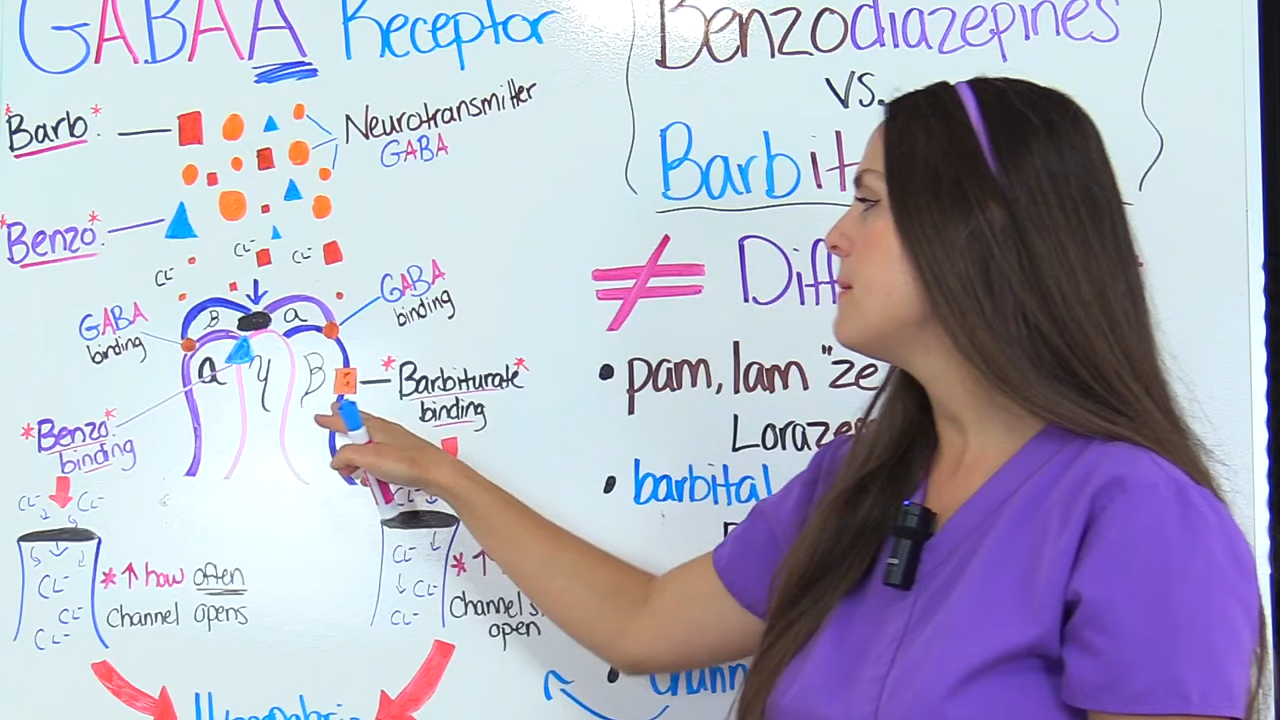 GABAA Receptor
Barb.
Neurotransmitter
GABA
Benzo.
Cl-
Cl-
Cl-
GABA
binding
GABA
binding
B
a
a
γ
B
Barbiturate
binding
Benzo.
binding
Cl-
Cl-
Cl-
Cl-
Cl-
↑ how often
Channel opens
Cl-
Cl-
Cl-
Cl-
↑
Channel s
open
Benzodiazepines
vs.
Barbit
≠ Diff
• pam, lam "ze
Loraze
• barbital